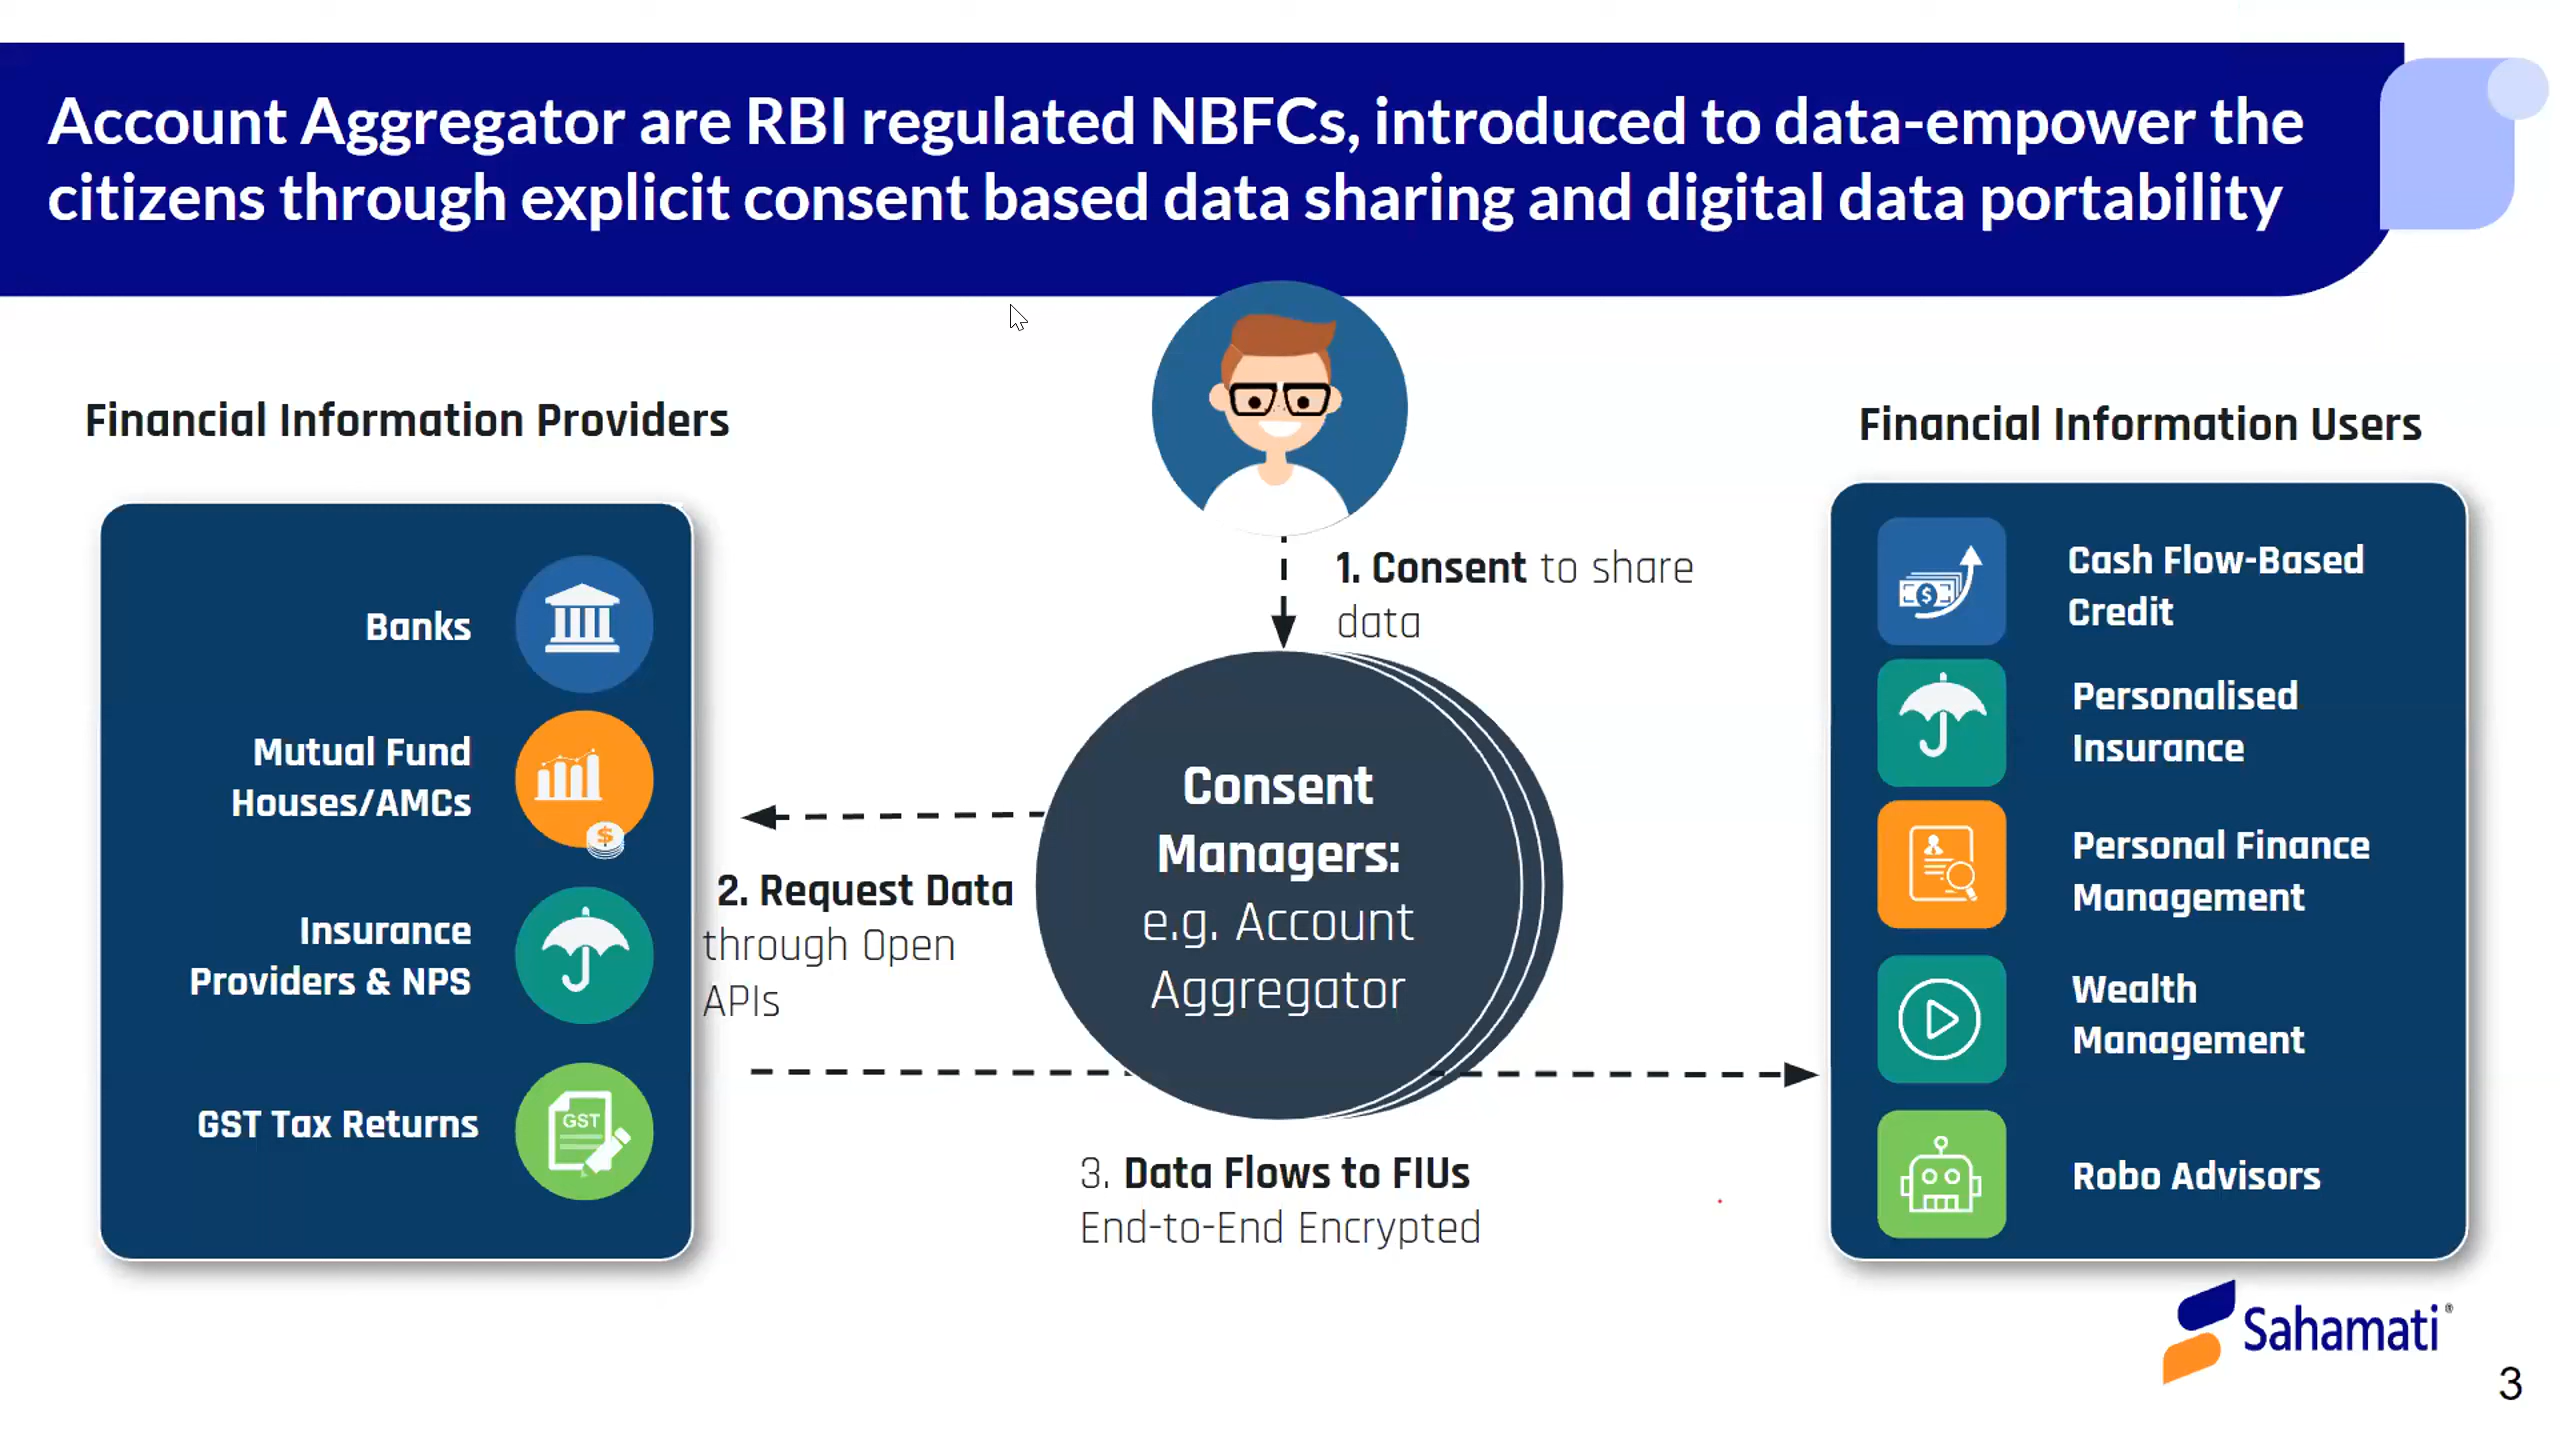 Account Aggregator are RBI regulated NBFCs, introduced to data-empower the
citizens through explicit consent based data sharing and digital data portability
Financial Information Providers
Banks
Mutual Fund
Houses/AMCs
Insurance
Providers & NPS
GST Tax Returns
GST
1. Consent to share
data
2. Request Data
through Open
APIs
Consent
Managers:
e.g. Account
Aggregator
3. Data Flows to FIUs
End-to-End Encrypted
Financial Information Users
Cash Flow-Based
Credit
Personalised
Insurance
Personal Finance
Management
Wealth
Management
Robo Advisors
Sahamati®
3